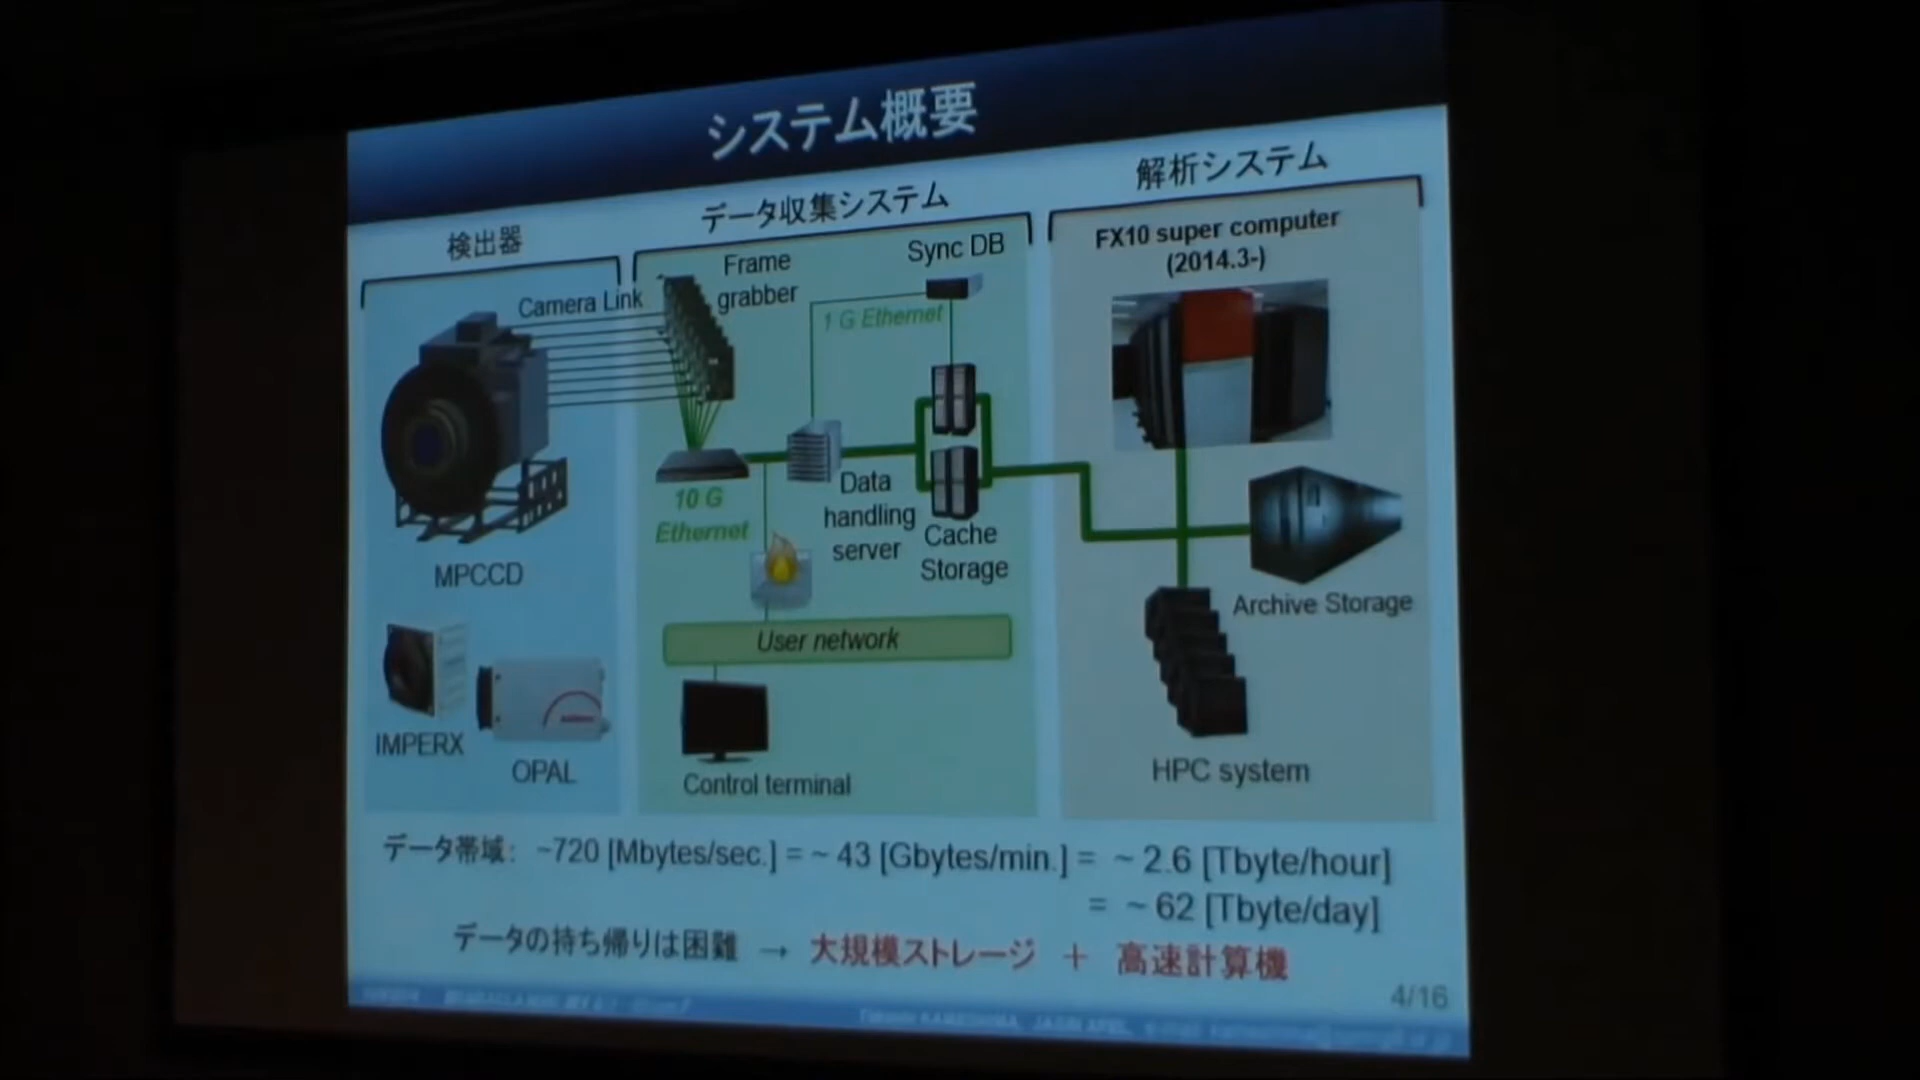 システム概要
検出器
データ収集システム
解析システム
Camera Link
Frame
grabber
Sync DB
1 G Ethernet
FX10 super computer
(2014.3-)
10 G
Ethernet
Data
handling
server
Cache
Storage
MPCCD
User network
Archive Storage
IMPERX
OPAL
Control terminal
HPC system
データ帯域: ~720 [Mbytes/sec.] = ~ 43 [Gbytes/min.] = ~ 2.6 [Tbyte/hour]
= ~ 62 [Tbyte/day]
データの持ち帰りは困難 → 大規模ストレージ + 高速計算機
4/16